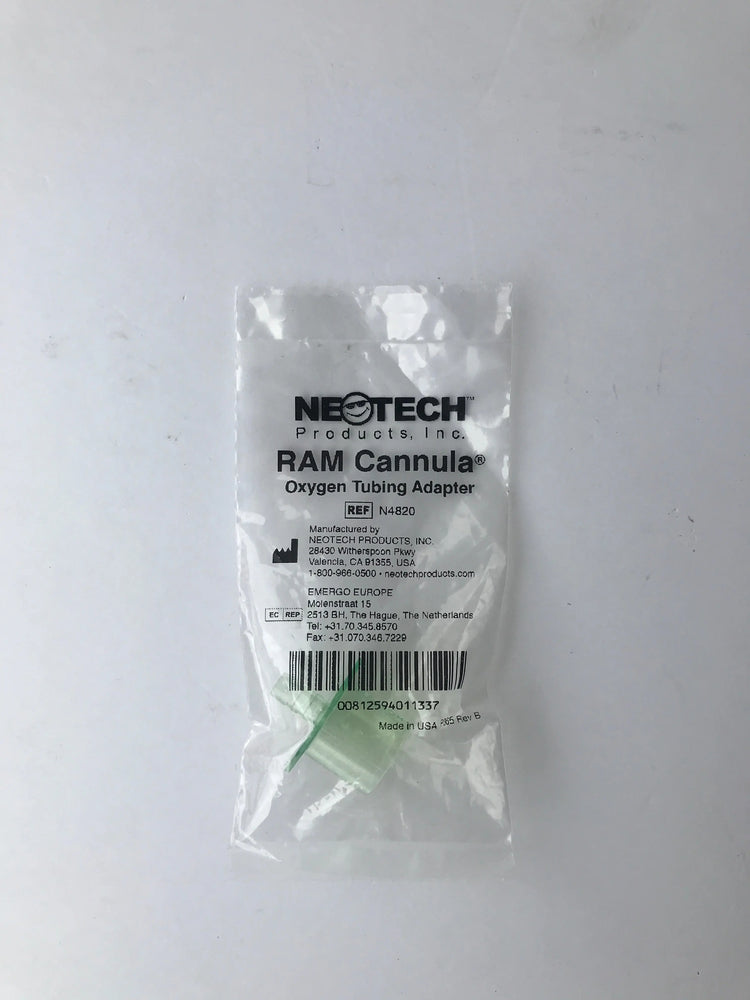 NEOTECH™
Products, Inc.
RAM Cannula®
Oxygen Tubing Adapter
REF N4820
Manufactured by
NEOTECH PRODUCTS, INC.
28430 Witherspoon Pkwy
Valencia, CA 91355, USA
1-800-966-0500 • neotechproducts.com
EMERGO EUROPE
Molenstraat 15
EC REP 2513 BH, The Hague, The Netherlands
Tel: +31.70.345.8570
Fax: +31.070.346.7229
00812594011337
Made in USA Rev B